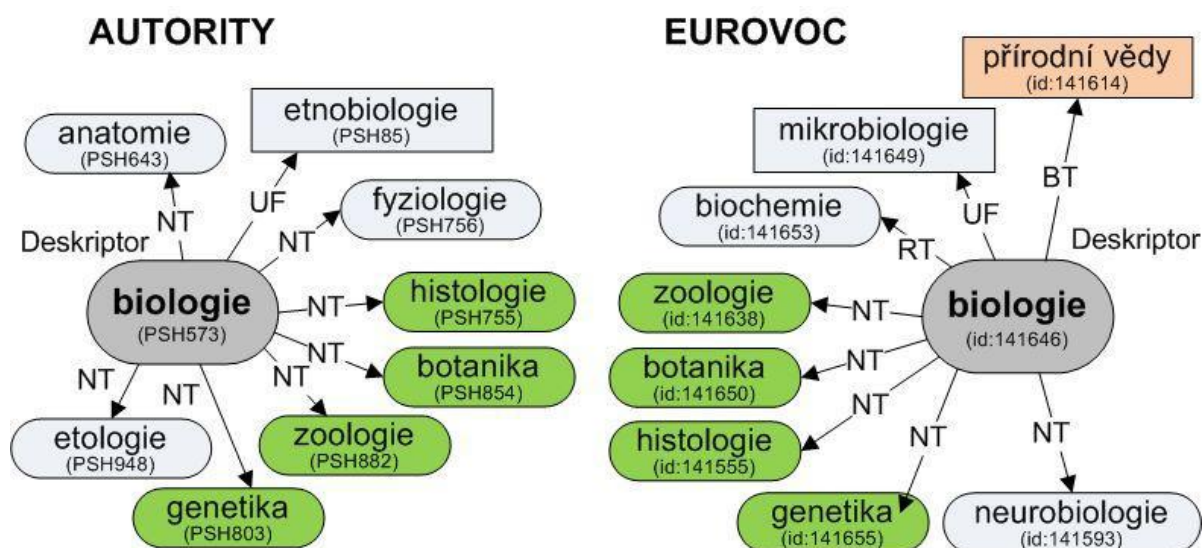 AUTORITY
anatomie
(PSH643)
etnobiologie
(PSH85)
NT
UF
fyziologie
(PSH756)
NT
Deskriptor
biologie
(PSH573)
NT
histologie
(PSH755)
NT
botanika
(PSH854)
NT
zoologie
(PSH882)
NT
etologie
(PSH948)
NT
genetika
(PSH803)
EUROVOC
přírodní vědy
(id:141614)
mikrobiologie
(id:141649)
BT
UF
biochemie
(id:141653)
RT
Deskriptor
biologie
(id:141646)
zoologie
(id:141638)
NT
botanika
(id:141650)
NT
histologie
(id:141555)
NT
genetika
(id:141655)
NT
neurobiologie
(id:141593)
NT